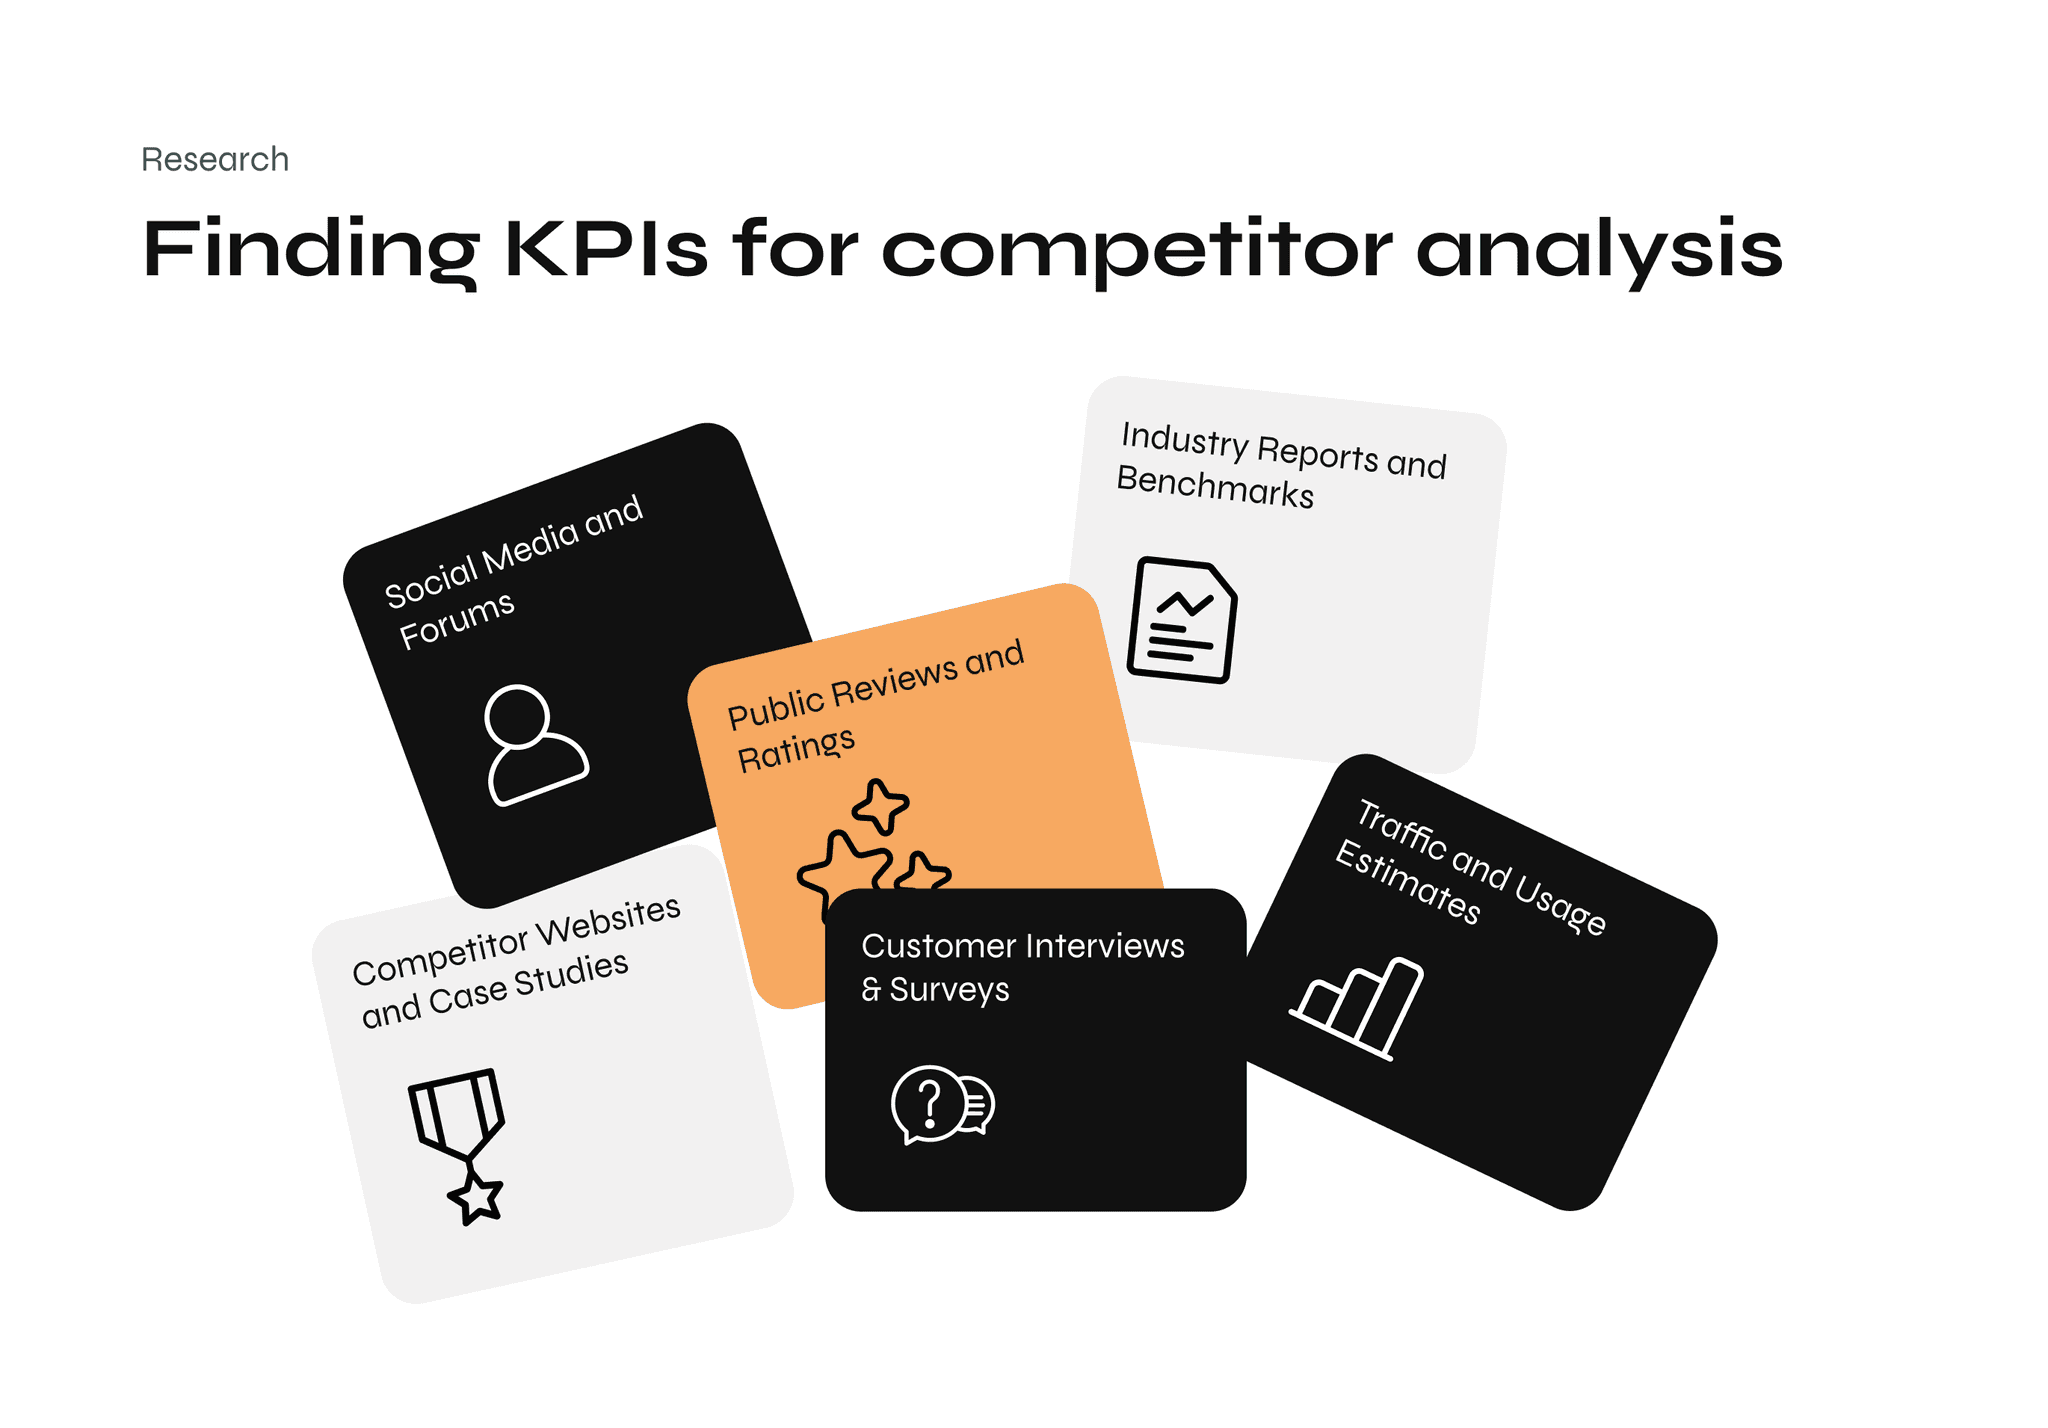 Research
Finding KPIs for competitor analysis
Social Media and
Forums
Industry Reports and
Benchmarks
Public Reviews and
Ratings
Traffic and Usage
Estimates
Competitor Websites
and Case Studies
Customer Interviews
& Surveys
?